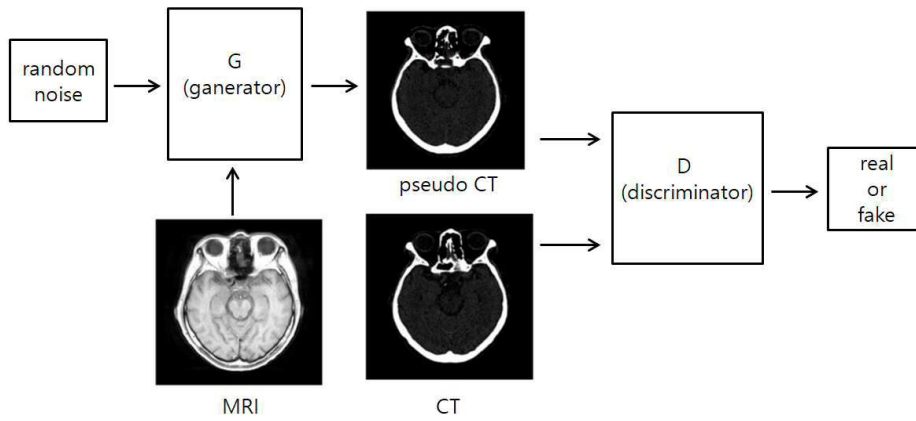 random
noise
G
(ganerator)
pseudo CT
MRI
CT
D
(discriminator)
real
or
fake